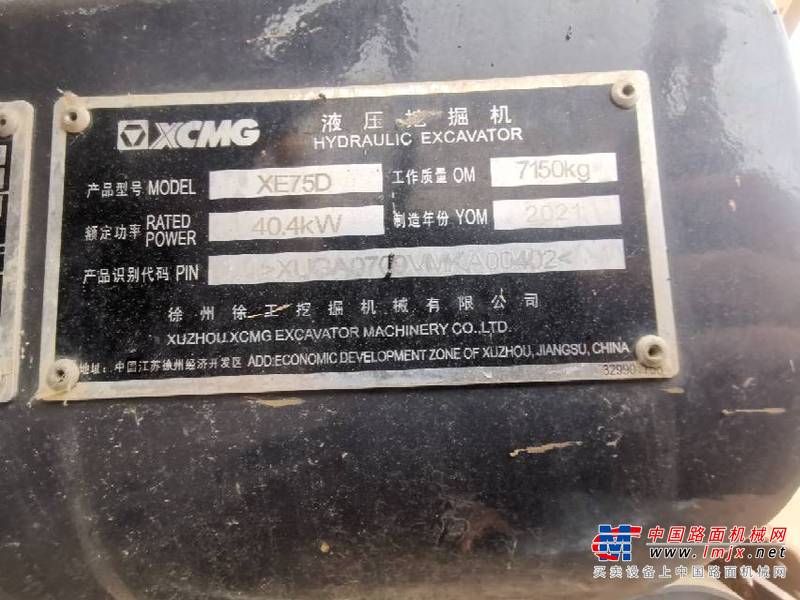 XCMG
液压挖掘机
HYDRAULIC EXCAVATOR
产品型号 MODEL XE75D 工作质量 OM 7150kg
额定功率 RATED POWER 40.4kW 制造年份 YOM 2021
产品识别代码 PIN
徐州徐工挖掘机械有限公司
XUZHOU XCMG EXCAVATOR MACHINERY CO.,LTD.
地址：中国江苏徐州经济开发区 ADD:ECONOMIC DEVELOPMENT ZONE OF XUZHOU, JIANGSU, CHINA
中国路面机械网
www.lmjx.net
买卖设备上中国路面机械网